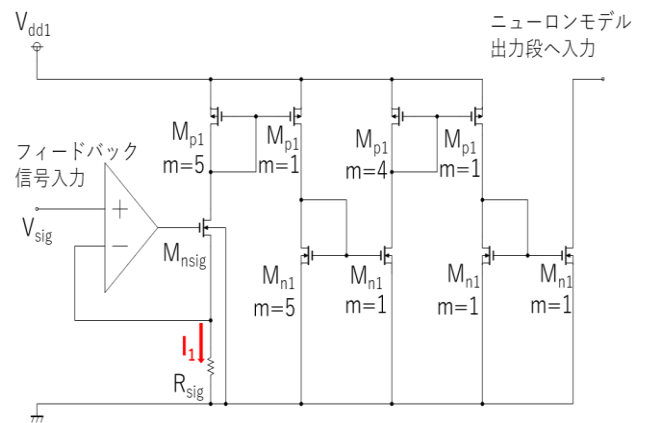 Vdd1
ニューロンモデル
出力段へ入力
Mp1
m=5
Mp1
m=1
Mp1
m=4
Mp1
m=1
フィードバック
信号入力
Vsig
+
−
Mnsig
Mn1
m=5
Mn1
m=1
Mn1
m=1
Mn1
m=1
I1
Rsig